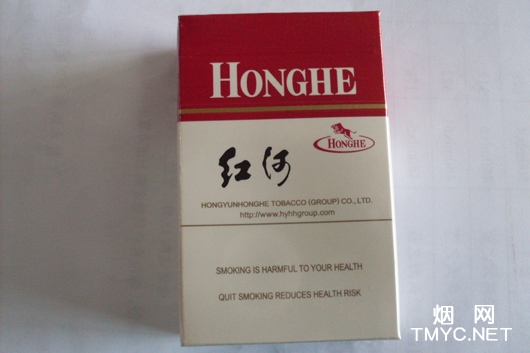 HONGHE
HONGHE
红河
HONGYUNHONGHE TOBACCO (GROUP) CO., LTD.
http://www.hyhhgroup.com
SMOKING IS HARMFUL TO YOUR HEALTH
QUIT SMOKING REDUCES HEALTH RISK
烟 网
TMYC.NET